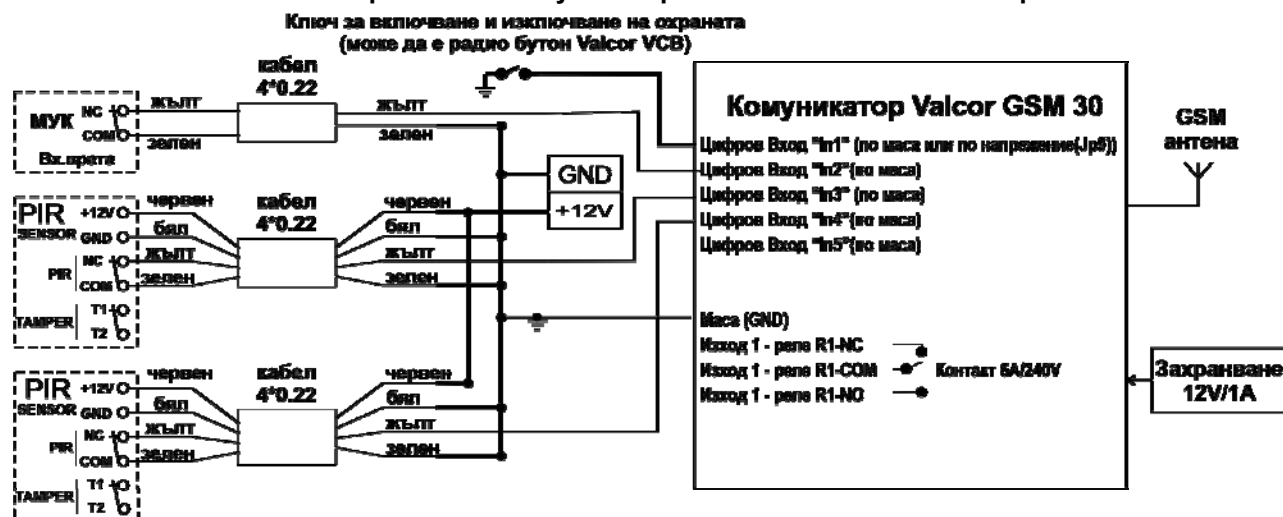 Ключ за включване и изключване на охраната
(може да е радио бутон Valcor VCB)
кабел
4*0.22
МУК
NC
COM
Вх.врата
жълт
зелен
жълт
зелен
GND
+12V
PIR
SENSOR
+12V
GND
PIR
NC
COM
TAMPER
T1
T2
червен
бял
жълт
зелен
кабел
4*0.22
червен
бял
жълт
зелен
PIR
SENSOR
+12V
GND
PIR
NC
COM
TAMPER
T1
T2
червен
бял
жълт
зелен
кабел
4*0.22
червен
бял
жълт
зелен
Комуникатор Valcor GSM 30
Цифров Вход "In1" (по маса или по напрежение(Jp5))
Цифров Вход "In2"(по маса)
Цифров Вход "In3" (по маса)
Цифров Вход "In4"(по маса)
Цифров Вход "In5"(по маса)
Маса (GND)
Изход 1 - реле R1-NC
Изход 1 - реле R1-COM
Контакт 6A/240V
Изход 1 - реле R1-NO
GSM
антена
Захранване
12V/1A